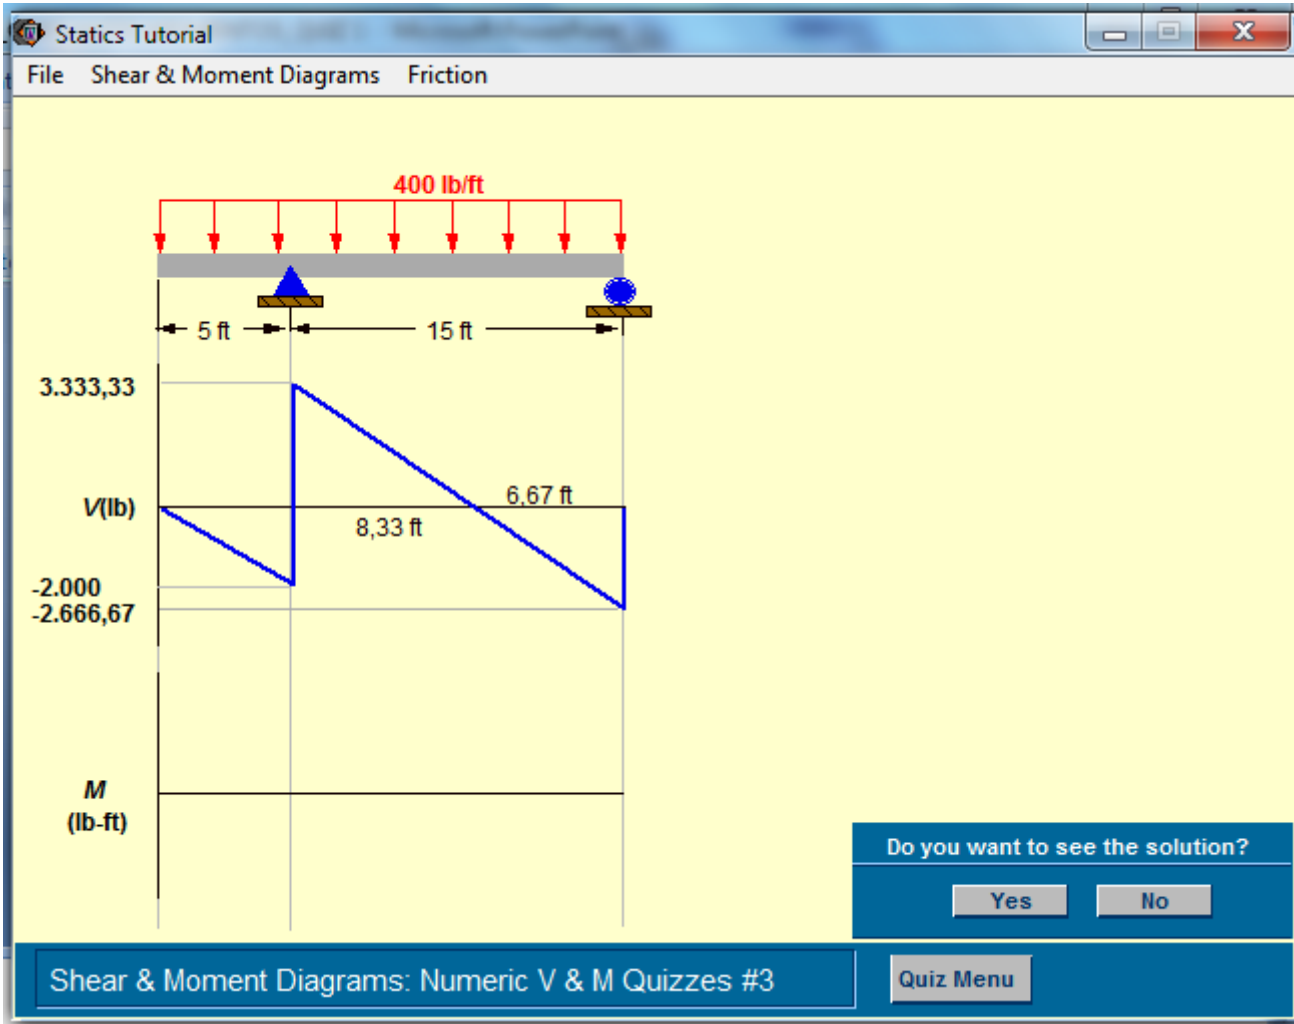 Statics Tutorial
File Shear & Moment Diagrams Friction
400 lb/ft
5 ft 15 ft
3.333,33
V(lb)
6,67 ft
8,33 ft
-2.000
-2.666,67
M
(lb-ft)
Do you want to see the solution?
Yes No
Shear & Moment Diagrams: Numeric V & M Quizzes #3
Quiz Menu